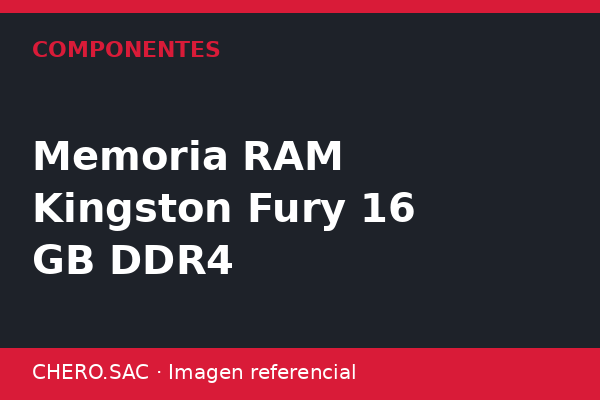 COMPONENTES
Memoria RAM
Kingston Fury 16
GB DDR4
CHERO.SAC · Imagen referencial